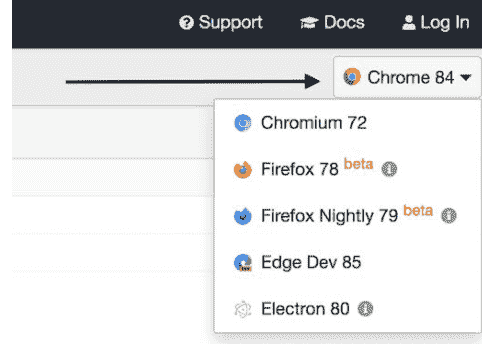 Support Docs Log In
Chrome 84
Chromium 72
Firefox 78 beta
Firefox Nightly 79 beta
Edge Dev 85
Electron 80